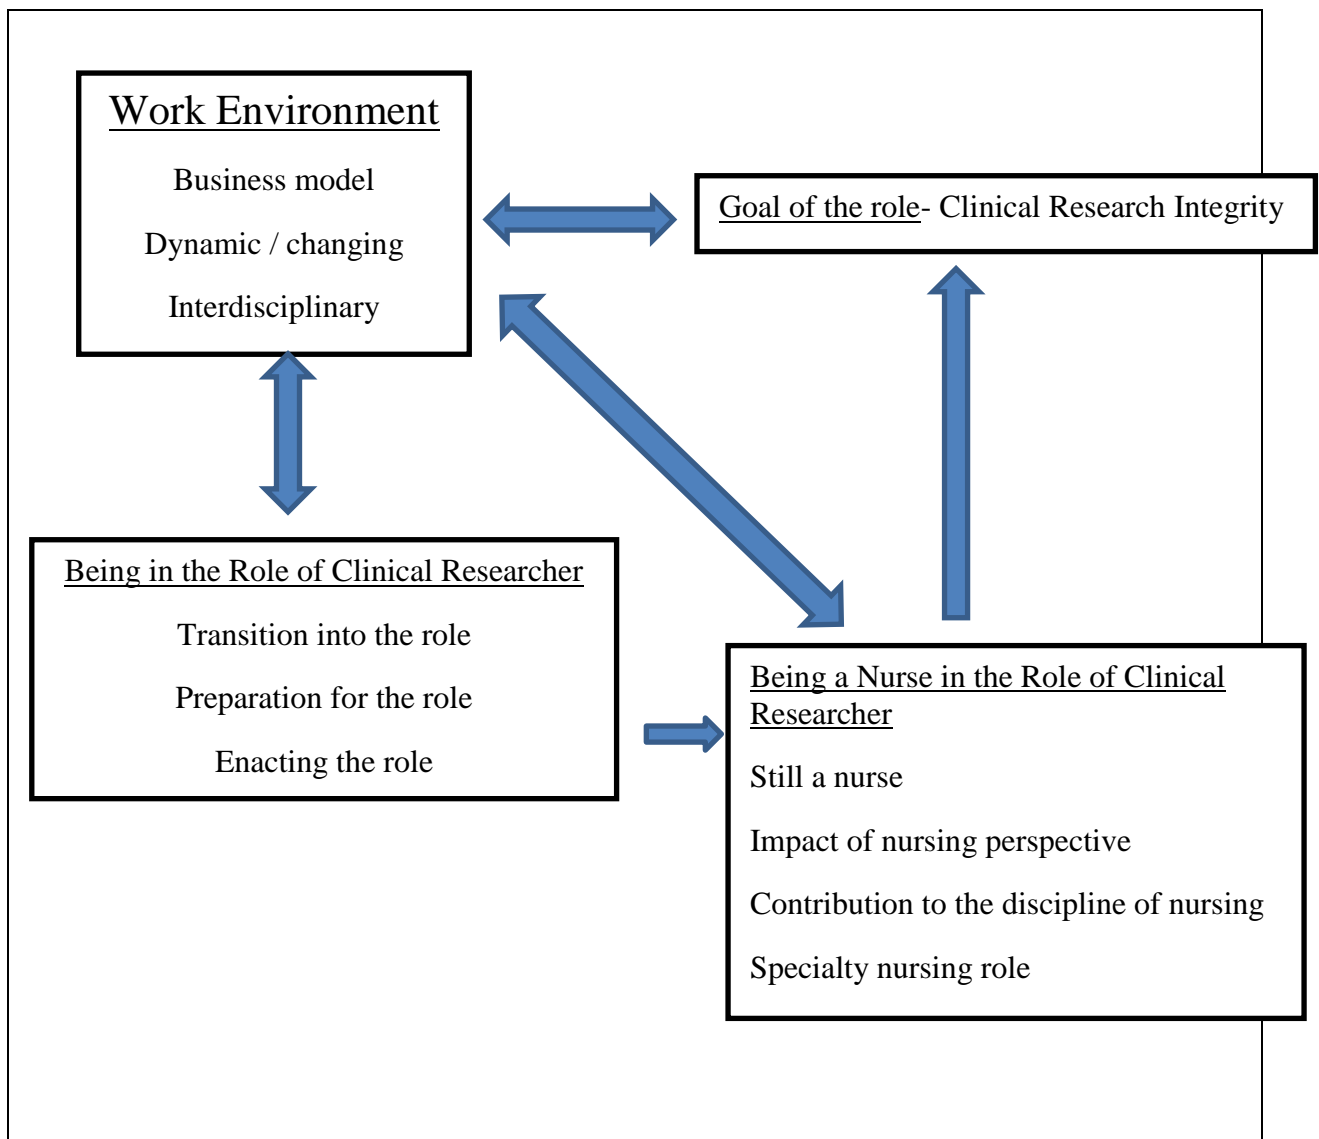 Work Environment
Business model
Dynamic / changing
Interdisciplinary
Goal of the role- Clinical Research Integrity
Being in the Role of Clinical Researcher
Transition into the role
Preparation for the role
Enacting the role
Being a Nurse in the Role of Clinical
Researcher
Still a nurse
Impact of nursing perspective
Contribution to the discipline of nursing
Specialty nursing role